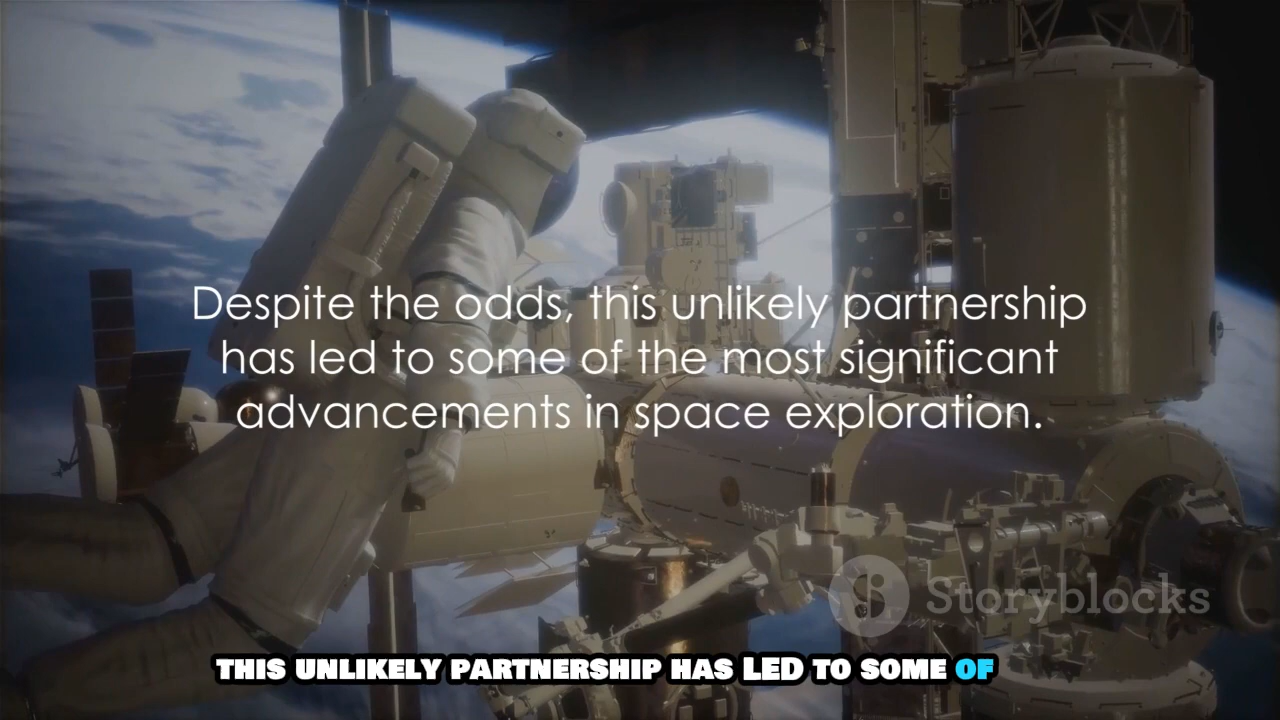 Despite the odds, this unlikely partnership
has led to some of the most significant
advancements in space exploration.
Storyblocks
THIS UNLIKELY PARTNERSHIP HAS LED TO SOME OF